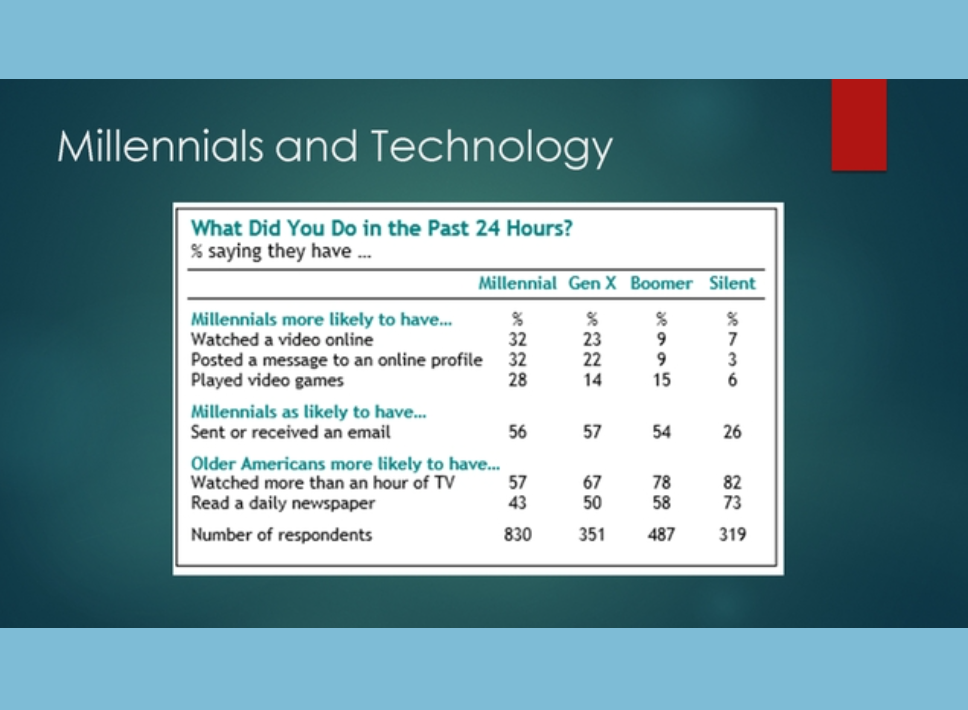 Millennials and Technology
What Did You Do in the Past 24 Hours?
% saying they have ...
Millennial Gen X Boomer Silent
Millennials more likely to have... % % % %
Watched a video online 32 23 9 7
Posted a message to an online profile 32 22 9 3
Played video games 28 14 15 6
Millennials as likely to have...
Sent or received an email 56 57 54 26
Older Americans more likely to have...
Watched more than an hour of TV 57 67 78 82
Read a daily newspaper 43 50 58 73
Number of respondents 830 351 487 319